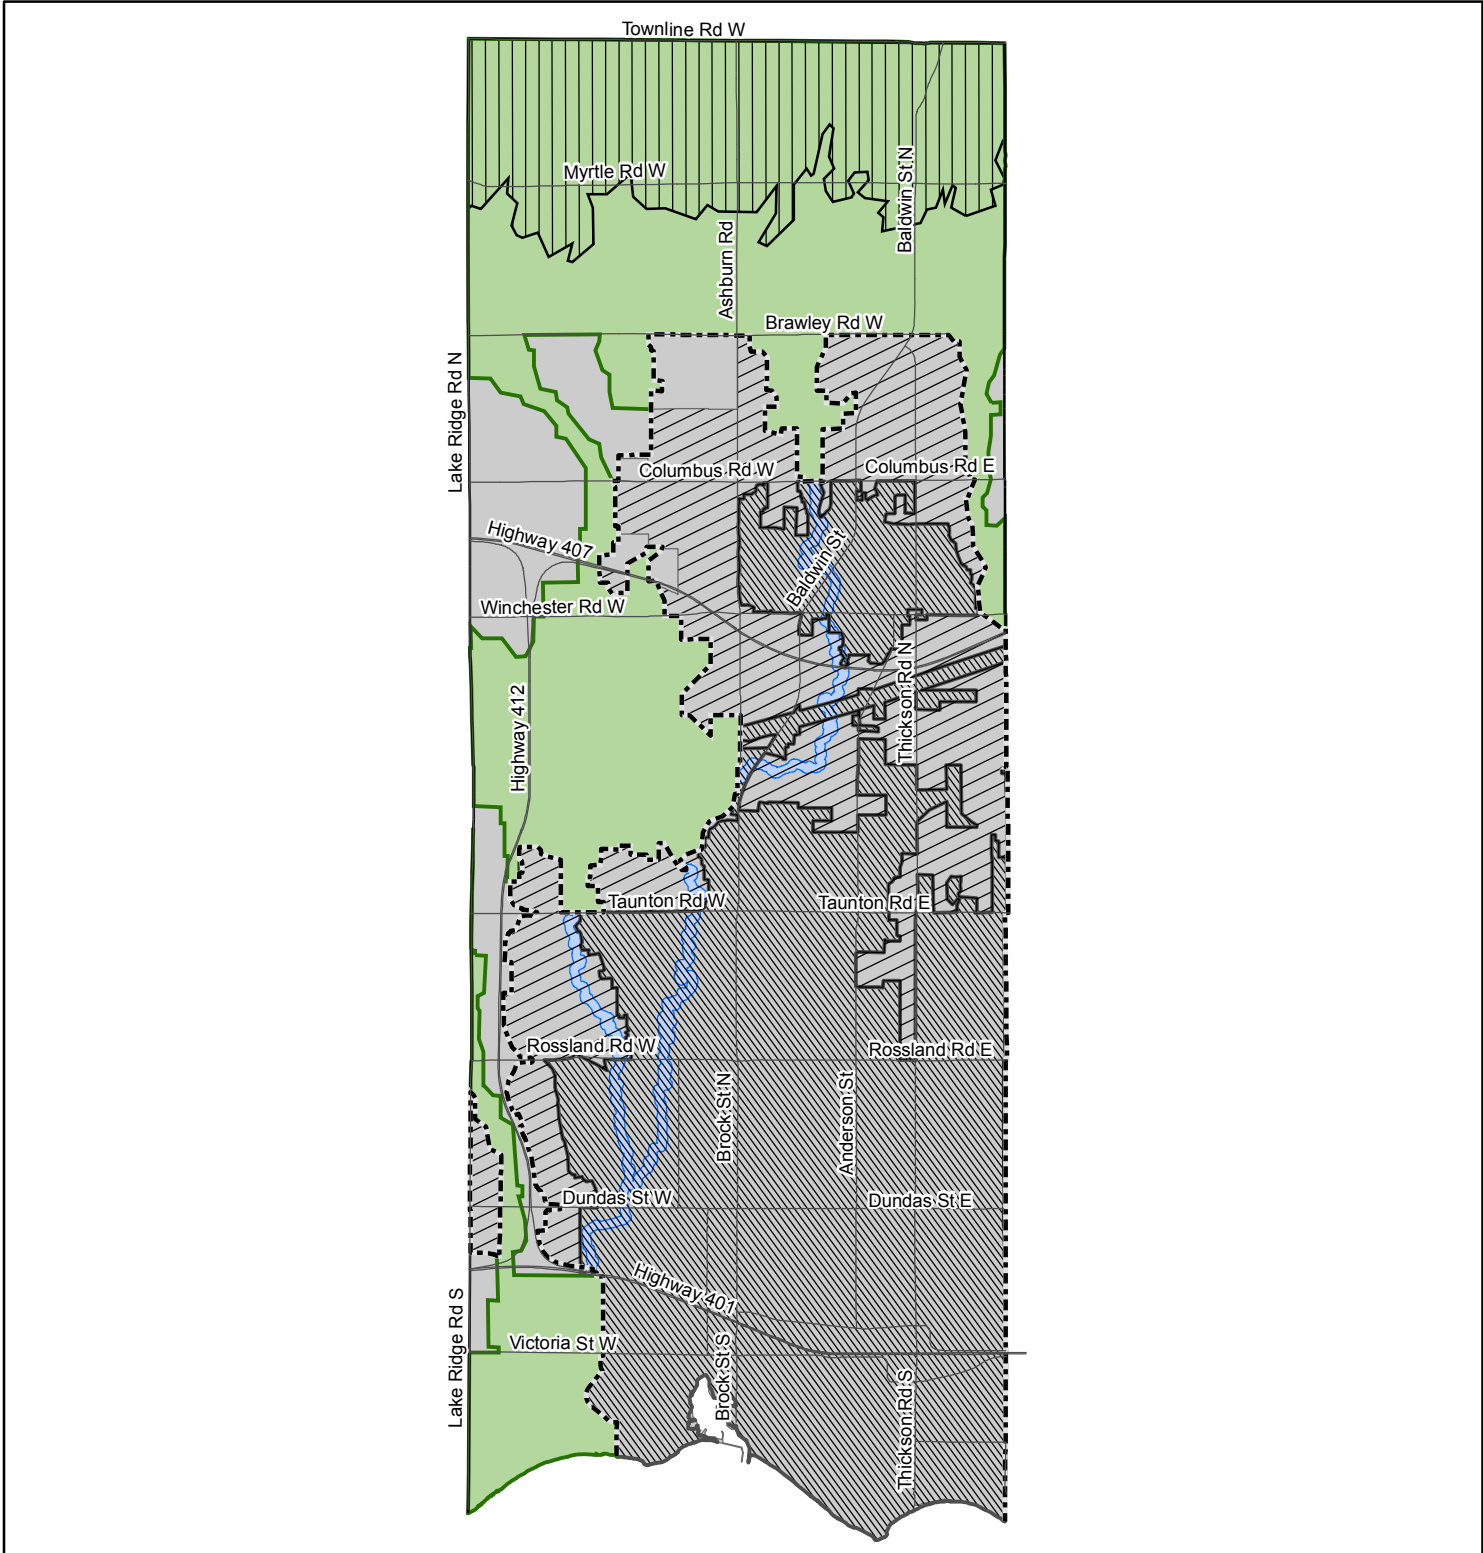 Townline Rd W
Myrtle Rd W
Baldwin St N
Ashburn Rd
Brawley Rd W
Lake Ridge Rd N
Columbus Rd W
Columbus Rd E
Highway 407
Baldwin St
Winchester Rd W
Thickson Rd N
Highway 412
Taunton Rd W
Taunton Rd E
Rossland Rd W
Rossland Rd E
Brock St N
Anderson St
Dundas St W
Dundas St E
Highway 401
Lake Ridge Rd S
Victoria St W
Brock St S
Thickson Rd S